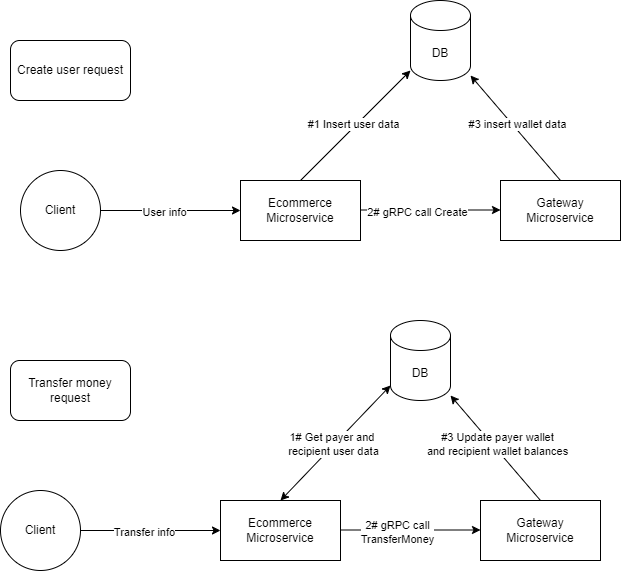 DB
Create user request
#1 Insert user data
#3 insert wallet data
Client
User info
Ecommerce
Microservice
2# gRPC call Create
Gateway
Microservice
DB
Transfer money
request
1# Get payer and
recipient user data
#3 Update payer wallet
and recipient wallet balances
Client
Transfer info
Ecommerce
Microservice
2# gRPC call
TransferMoney
Gateway
Microservice